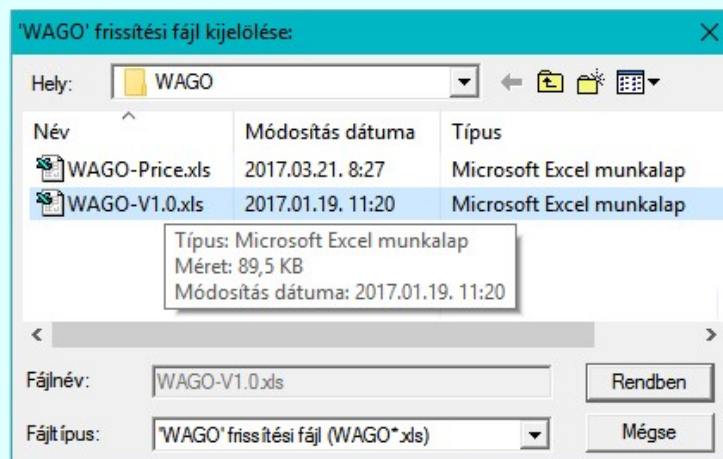 'WAGO' frissítési fájl kijelölése:
Hely: WAGO
Név Módosítás dátuma Típus
WAGO-Price.xls 2017.03.21. 8:27 Microsoft Excel munkalap
WAGO-V1.0.xls 2017.01.19. 11:20 Microsoft Excel munkalap
Típus: Microsoft Excel munkalap
Méret: 89,5 KB
Módosítás dátuma: 2017.01.19. 11:20
Fájlnév: WAGO-V1.0.xls Rendben
Fájltípus: 'WAGO' frissítési fájl (WAGO*.xls) Mégse